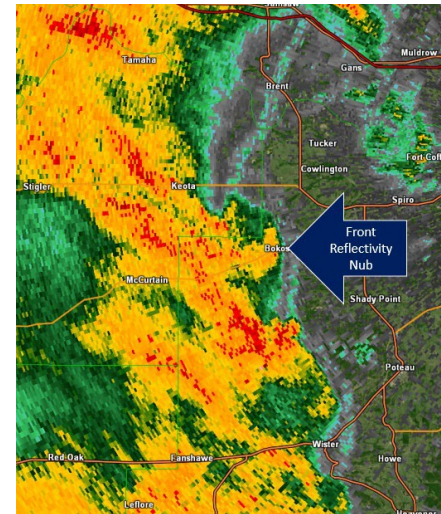 Tamaha
Gans
Muldrow
Brent
Tucker
Fort Coff
Cowlington
Stigler
Keota
Spiro
Front
Reflectivity
Nub
Bokos
McCurtain
Shady Point
Poteau
Wister
Red Oak
Fanshawe
Howe
Leflore